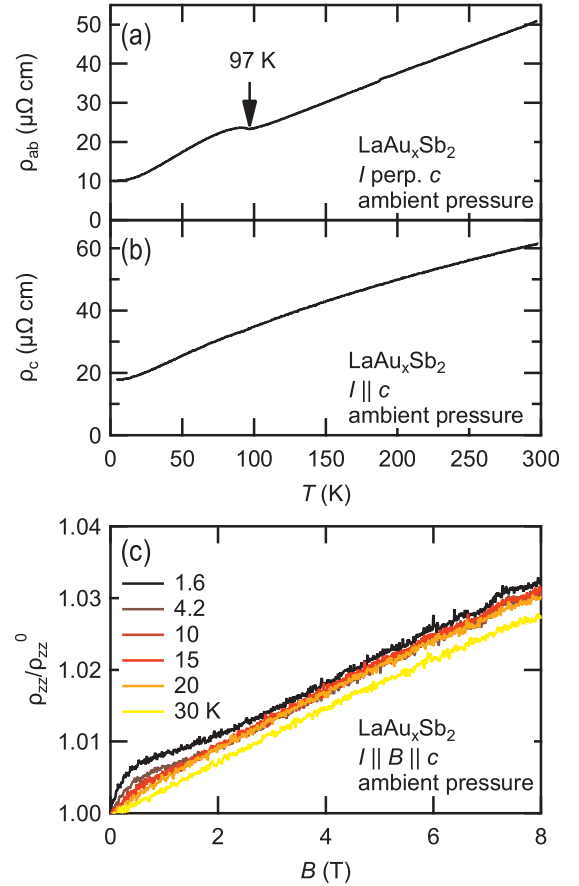 (a)
50
40
30
20
10
0
ρab (μΩ cm)
97 K
LaAuxSb2
I perp. c
ambient pressure
(b)
60
40
20
0
ρc (μΩ cm)
LaAuxSb2
I || c
ambient pressure
0 50 100 150 200 250 300
T (K)
(c)
1.04
1.03
1.02
1.01
1.00
ρzz/ρzz0
1.6
4.2
10
15
20
30 K
LaAuxSb2
I || B || c
ambient pressure
0 2 4 6 8
B (T)